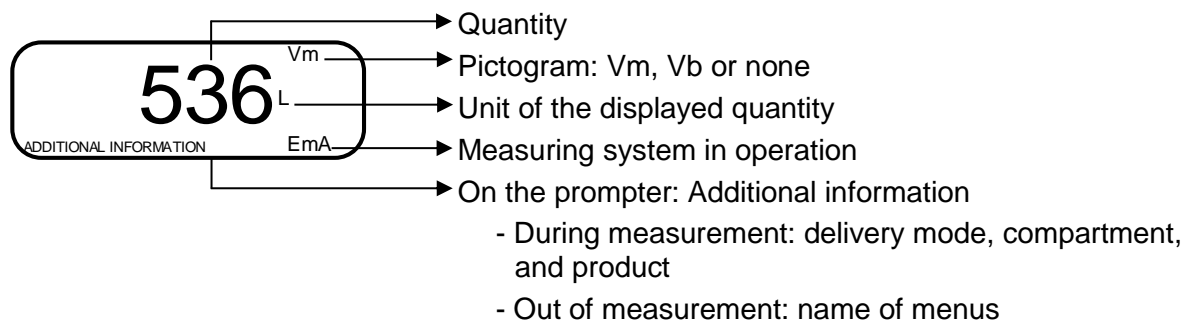 Quantity
Vm
Pictogram: Vm, Vb or none
536 L
Unit of the displayed quantity
ADDITIONAL INFORMATION
EmA
Measuring system in operation
On the prompter: Additional information
- During measurement: delivery mode, compartment,
and product
- Out of measurement: name of menus